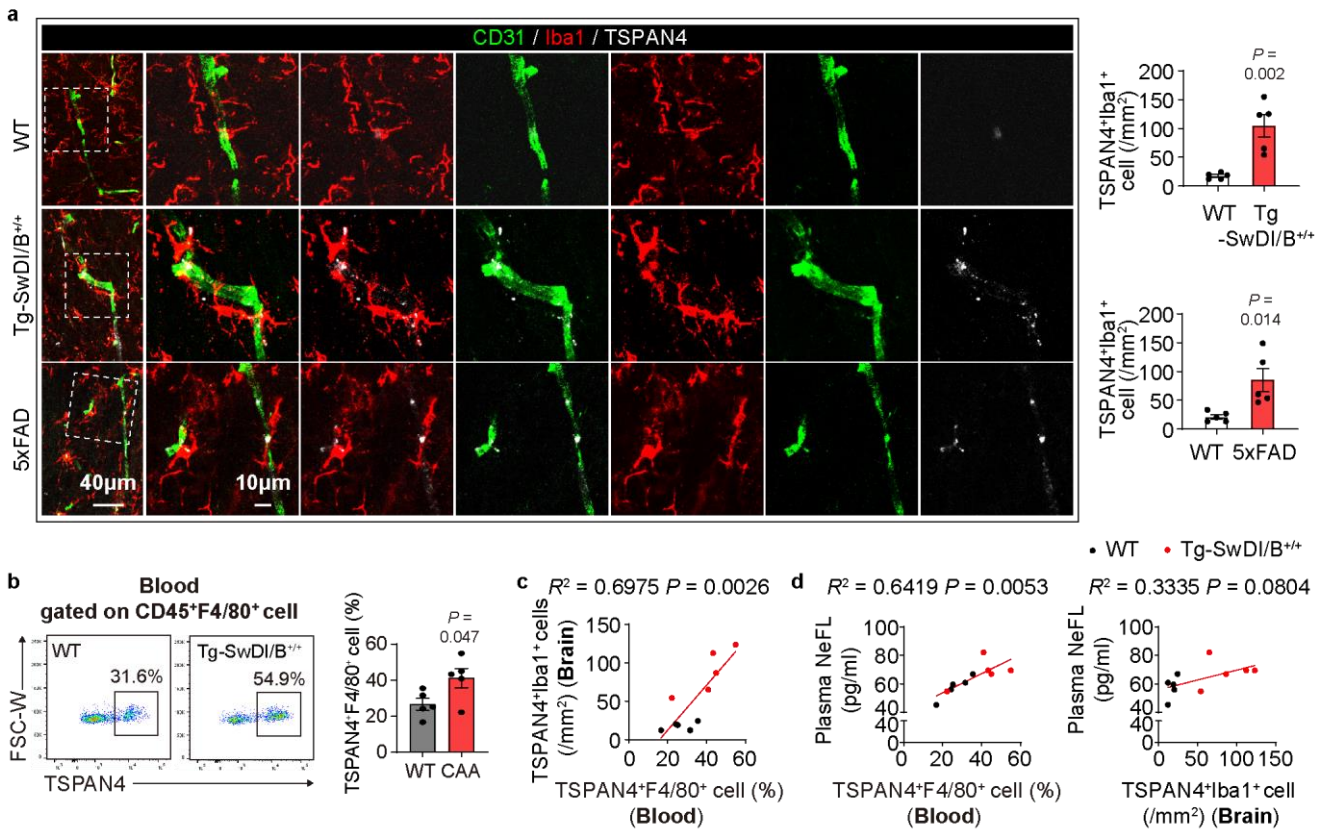 a
CD31 / Iba1 / TSPAN4
WT
Tg-SwDI/B+/+
5xFAD
40μm
10μm
TSPAN4+Iba1+
cell (/mm²)
200
150
100
50
0
P =
0.002
WT Tg
-SwDI/B+/+
TSPAN4+Iba1+
cell (/mm²)
200
150
100
50
0
P =
0.014
WT 5xFAD
b
Blood
gated on CD45+F4/80+ cell
FSC-W
WT
31.6%
Tg-SwDI/B+/+
54.9%
TSPAN4
TSPAN4+F4/80+ cell (%)
60
40
20
0
P =
0.047
WT CAA
WT Tg-SwDI/B+/+
c
R² = 0.6975 P = 0.0026
TSPAN4+Iba1+cells
(/mm²) (Brain)
150
100
50
0
0 20 40 60
TSPAN4+F4/80+ cell (%)
(Blood)
d
R² = 0.6419 P = 0.0053
Plasma NeFL
(pg/ml)
100
80
60
40
40
0
0 20 40 60
TSPAN4+F4/80+ cell (%)
(Blood)
R² = 0.3335 P = 0.0804
Plasma NeFL
(pg/ml)
100
80
60
40
40
0
0 50 100 150
TSPAN4+Iba1+cell
(/mm²) (Brain)